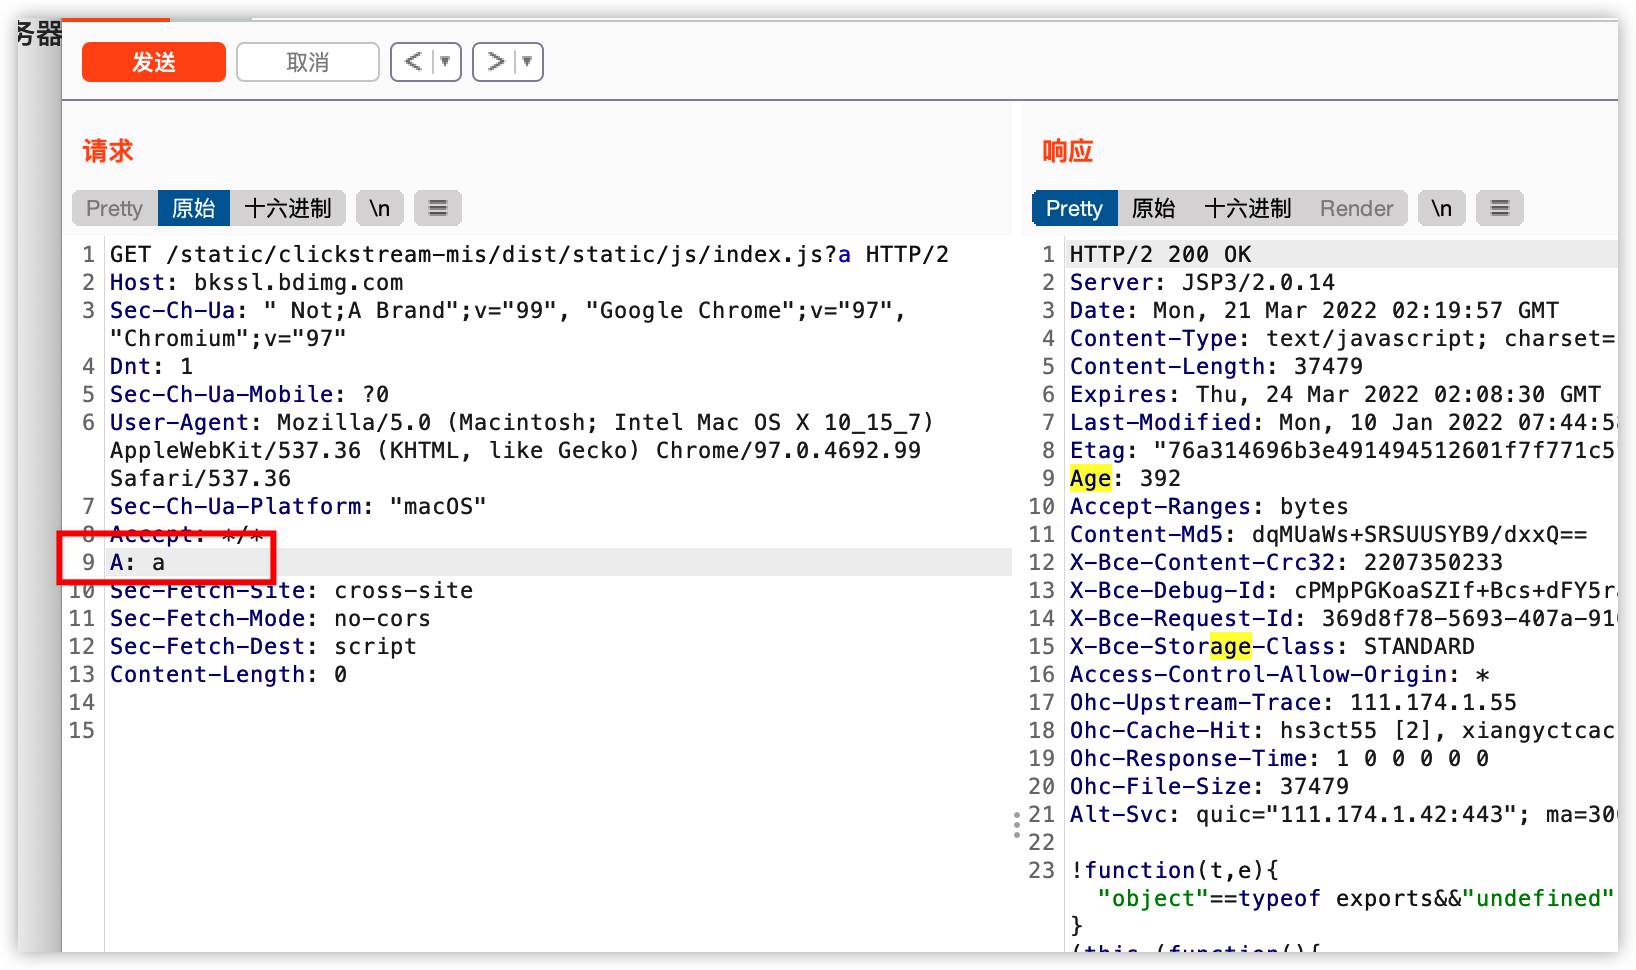 务器
发送
取消
<
>
请求
Pretty
原始
十六进制
\n
1 GET /static/clickstream-mis/dist/static/js/index.js?a HTTP/2
2 Host: bkssl.bdimg.com
3 Sec-Ch-Ua: " Not;A Brand";v="99", "Google Chrome";v="97",
"Chromium";v="97"
4 Dnt: 1
5 Sec-Ch-Ua-Mobile: ?0
6 User-Agent: Mozilla/5.0 (Macintosh; Intel Mac OS X 10_15_7)
AppleWebKit/537.36 (KHTML, like Gecko) Chrome/97.0.4692.99
Safari/537.36
7 Sec-Ch-Ua-Platform: "macOS"
8 Accept: */*
9 A: a
10 Sec-Fetch-Site: cross-site
11 Sec-Fetch-Mode: no-cors
12 Sec-Fetch-Dest: script
13 Content-Length: 0
14
15
响应
Pretty
原始
十六进制
Render
\n
1 HTTP/2 200 OK
2 Server: JSP3/2.0.14
3 Date: Mon, 21 Mar 2022 02:19:57 GMT
4 Content-Type: text/javascript; charset=
5 Content-Length: 37479
6 Expires: Thu, 24 Mar 2022 02:08:30 GMT
7 Last-Modified: Mon, 10 Jan 2022 07:44:5
8 Etag: "76a314696b3e491494512601f7f771c5
9 Age: 392
10 Accept-Ranges: bytes
11 Content-Md5: dqMUaWs+SRSUUSYB9/dxxQ==
12 X-Bce-Content-Crc32: 2207350233
13 X-Bce-Debug-Id: cPMpPGKoaSZIf+Bcs+dFY5r
14 X-Bce-Request-Id: 369d8f78-5693-407a-91
15 X-Bce-Storage-Class: STANDARD
16 Access-Control-Allow-Origin: *
17 Ohc-Upstream-Trace: 111.174.1.55
18 Ohc-Cache-Hit: hs3ct55 [2], xiangyctcac
19 Ohc-Response-Time: 1 0 0 0 0 0
20 Ohc-File-Size: 37479
21 Alt-Svc: quic="111.174.1.42:443"; ma=30
22
23 !function(t,e){
"object"==typeof exports&&"undefined"
}
(this,(function(){